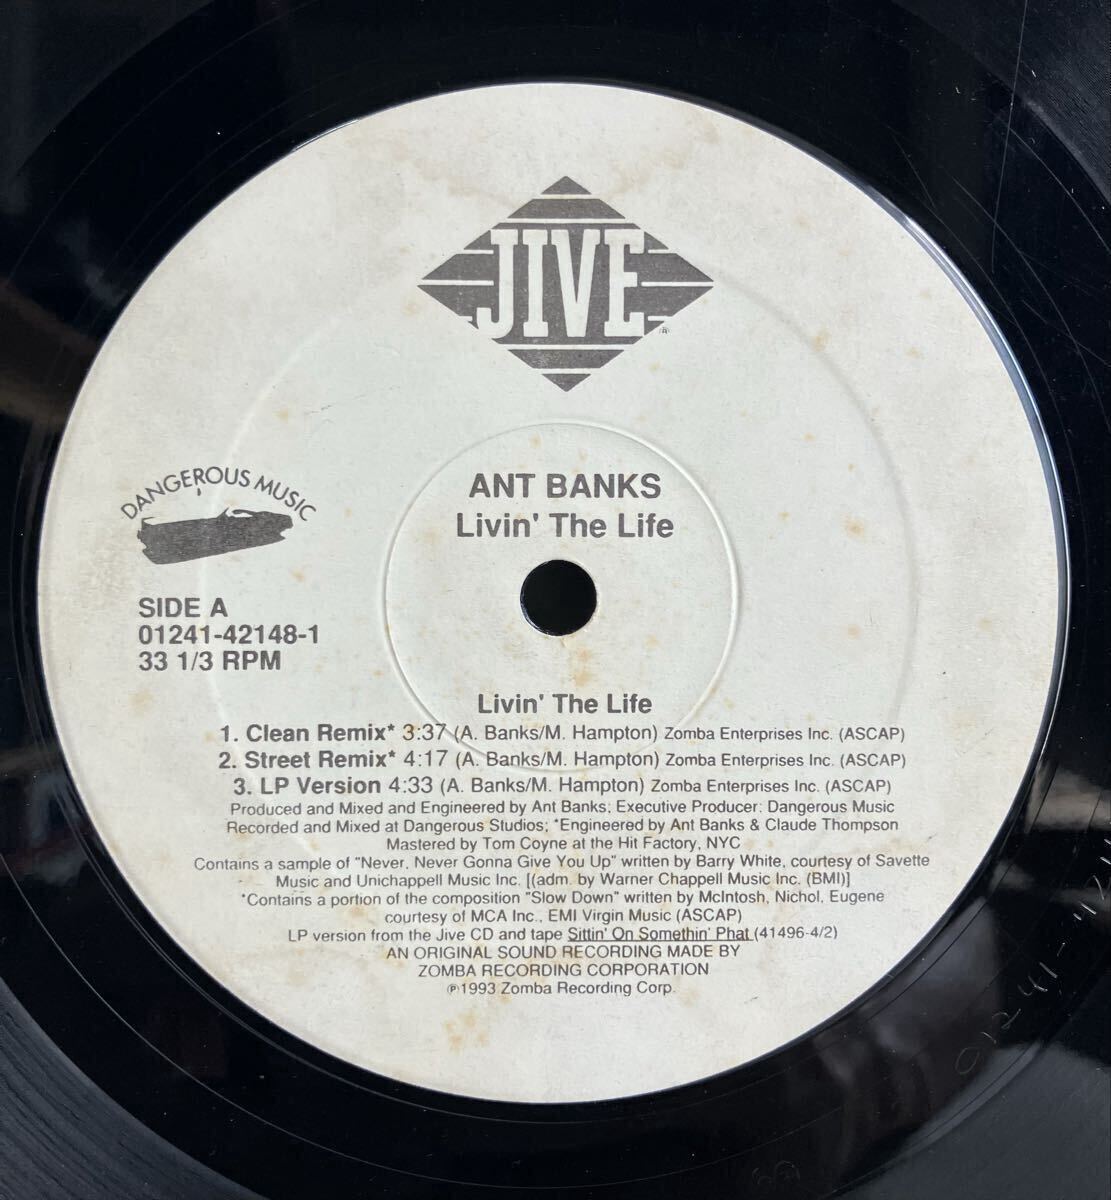 JIVE
®
DANGEROUS MUSIC
ANT BANKS
Livin' The Life
SIDE A
01241-42148-1
33 1/3 RPM
Livin' The Life
1. Clean Remix* 3:37 (A. Banks/M. Hampton) Zomba Enterprises Inc. (ASCAP)
2. Street Remix* 4:17 (A. Banks/M. Hampton) Zomba Enterprises Inc. (ASCAP)
3. LP Version 4:33 (A. Banks/M. Hampton) Zomba Enterprises Inc. (ASCAP)
Produced and Mixed and Engineered by Ant Banks; Executive Producer: Dangerous Music
Recorded and Mixed at Dangerous Studios; *Engineered by Ant Banks & Claude Thompson
Mastered by Tom Coyne at the Hit Factory, NYC
Contains a sample of "Never, Never Gonna Give You Up" written by Barry White, courtesy of Savette
Music and Unichappell Music Inc. [(adm. by Warner Chappell Music Inc. (BMI)]
*Contains a portion of the composition "Slow Down" written by McIntosh, Nichol, Eugene
courtesy of MCA Inc., EMI Virgin Music (ASCAP)
LP version from the Jive CD and tape Sittin' On Somethin' Phat (41496-4/2)
AN ORIGINAL SOUND RECORDING MADE BY
ZOMBA RECORDING CORPORATION
℗1993 Zomba Recording Corp.
01241-421